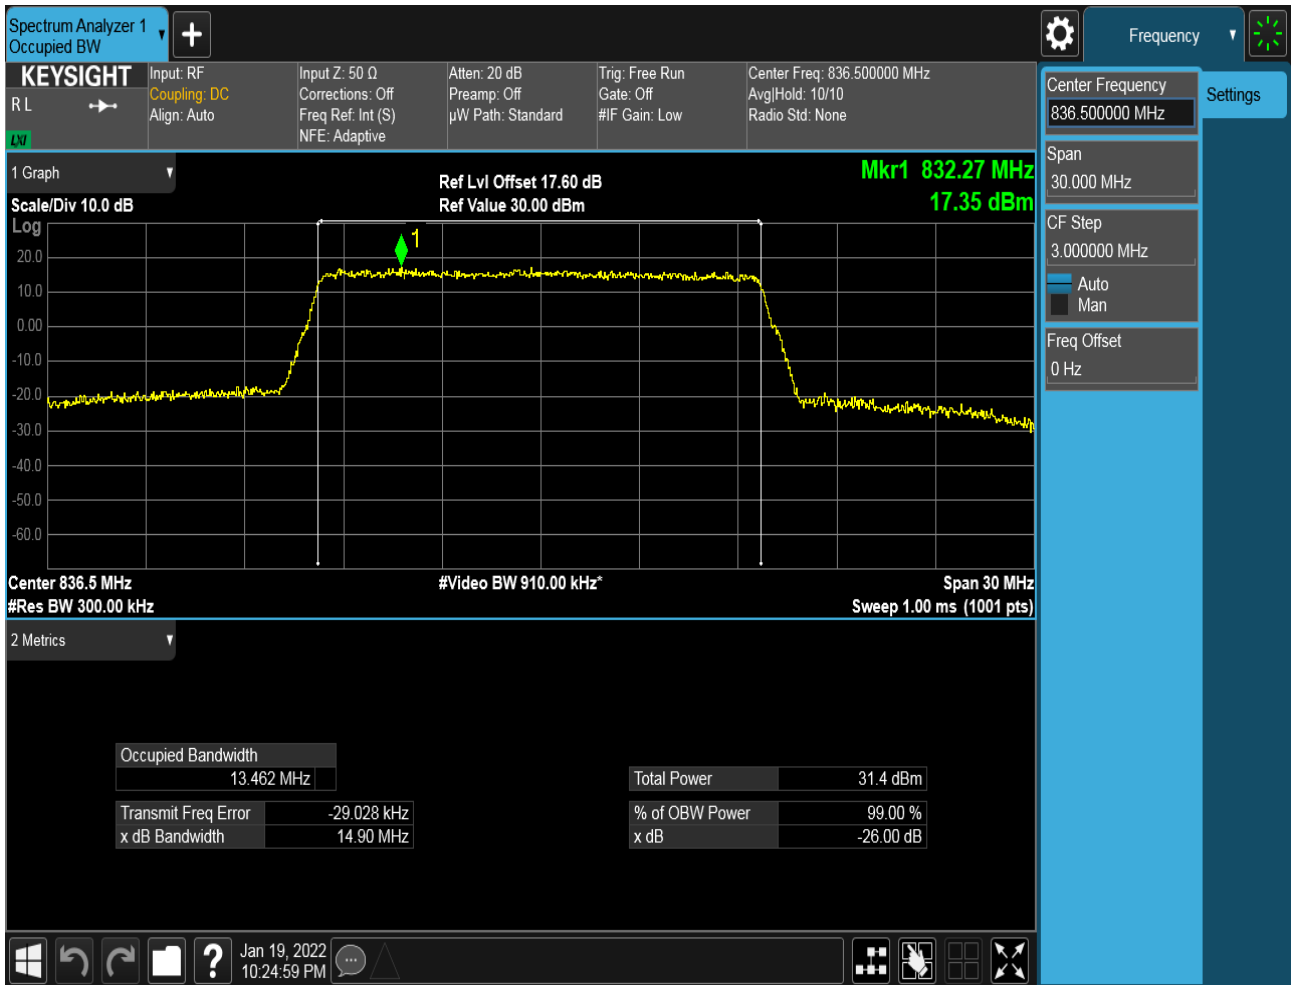 Spectrum Analyzer 1
Occupied BW
Frequency
KEYSIGHT
R L
LXI
Input: RF
Coupling: DC
Align: Auto
Input Z: 50 Ω
Corrections: Off
Freq Ref: Int (S)
NFE: Adaptive
Atten: 20 dB
Preamp: Off
µW Path: Standard
Trig: Free Run
Gate: Off
#IF Gain: Low
Center Freq: 836.500000 MHz
Avg|Hold: 10/10
Radio Std: None
Center Frequency
836.500000 MHz
Settings
Span
30.000 MHz
CF Step
3.000000 MHz
Auto
Man
Freq Offset
0 Hz
1 Graph
Scale/Div 10.0 dB
Ref Lvl Offset 17.60 dB
Ref Value 30.00 dBm
Mkr1 832.27 MHz
17.35 dBm
Log
1
20.0
10.0
0.00
-10.0
-20.0
-30.0
-40.0
-50.0
-60.0
Center 836.5 MHz
#Video BW 910.00 kHz*
Span 30 MHz
#Res BW 300.00 kHz
Sweep 1.00 ms (1001 pts)
2 Metrics
Occupied Bandwidth
13.462 MHz
Total Power 31.4 dBm
Transmit Freq Error -29.028 kHz
% of OBW Power 99.00 %
x dB Bandwidth 14.90 MHz
x dB -26.00 dB
?
Jan 19, 2022
10:24:59 PM